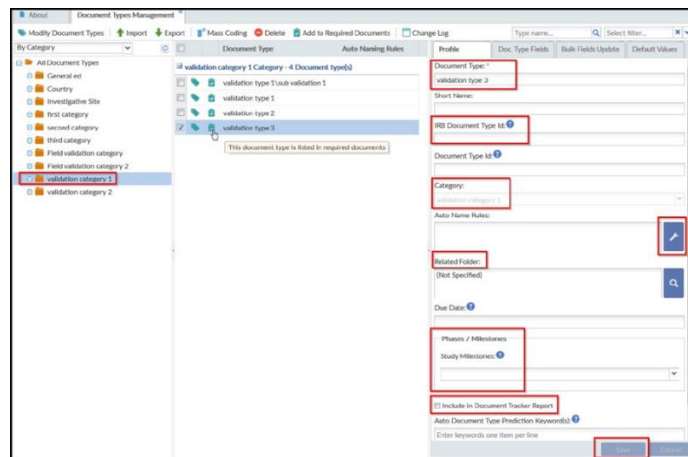 About
Document Types Management
Modify Document Types Import Export Mass Coding Delete Add to Required Documents Change Log Type name... Select filter...
By Category
Document Type Auto Naming Rules
All Document Types
General ed
Country
Investigative Site
first category
second category
third category
Field validation category
Field validation category 2
validation category 1
validation category 2
validation category 1 Category - 4 Document type(s)
validation type 1\sub validation 1
validation type 1
validation type 2
validation type 3
This document type is listed in required documents
Profile Doc. Type Fields Bulk Fields Update Default Values
Document Type: *
validation type 3
Short Name:
IRB Document Type Id:
Document Type Id:
Category:
validation category 1
Auto Name Rules:
Related Folder:
(Not Specified)
Due Date:
Phases / Milestones
Study Milestones:
Include In Document Tracker Report
Auto Document Type Prediction Keyword(s):
Enter keywords one item per line
Save Cancel